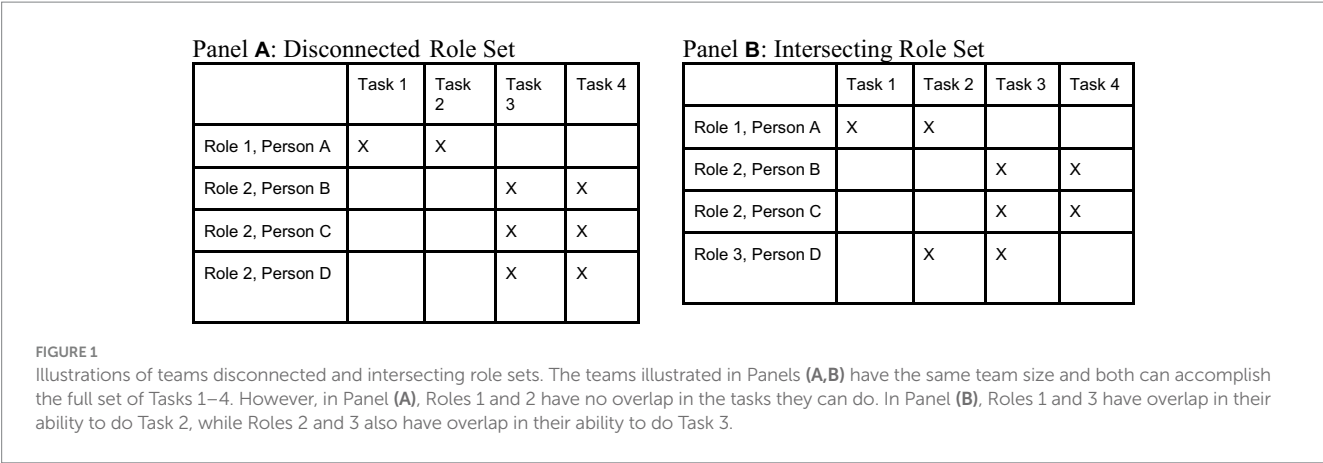 Panel A: Disconnected Role Set
Task 1 Task 2 Task 3 Task 4
Role 1, Person A X X
Role 2, Person B X X
Role 2, Person C X X
Role 2, Person D X X
Panel B: Intersecting Role Set
Task 1 Task 2 Task 3 Task 4
Role 1, Person A X X
Role 2, Person B X X
Role 2, Person C X X
Role 3, Person D X X
FIGURE 1
Illustrations of teams disconnected and intersecting role sets. The teams illustrated in Panels (A,B) have the same team size and both can accomplish
the full set of Tasks 1–4. However, in Panel (A), Roles 1 and 2 have no overlap in the tasks they can do. In Panel (B), Roles 1 and 3 have overlap in their
ability to do Task 2, while Roles 2 and 3 also have overlap in their ability to do Task 3.